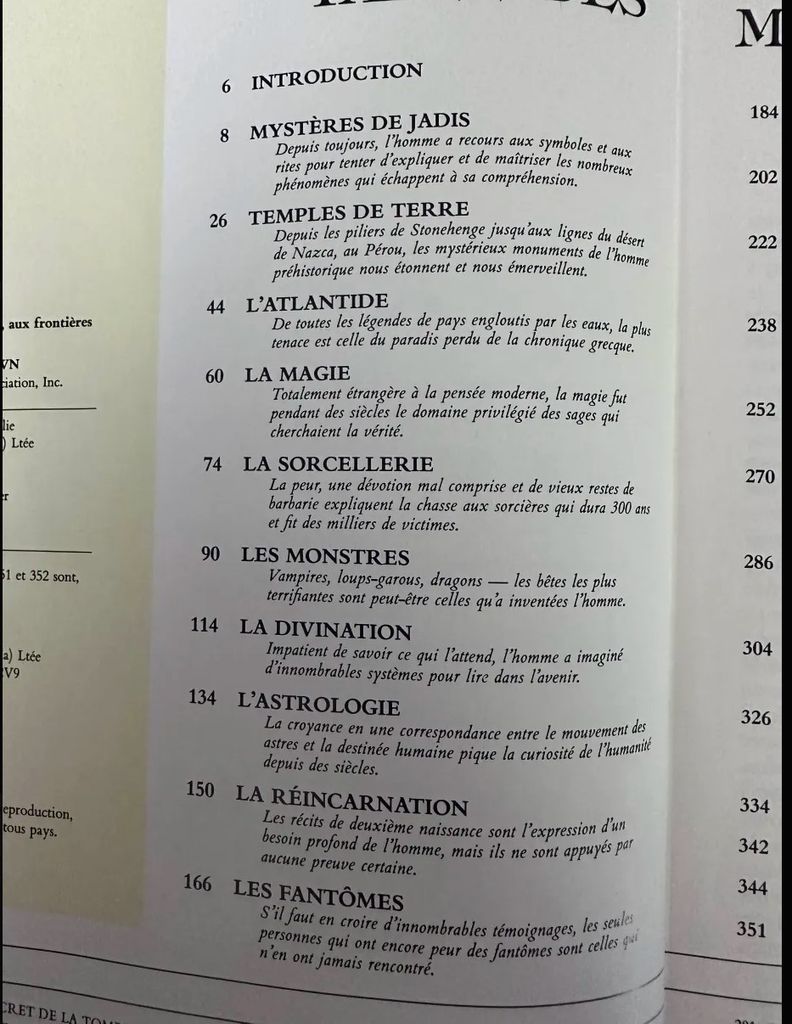 , aux frontières
VN
ciation, Inc.
lie
) Ltée
51 et 352 sont,
a) Ltée
V9
eproduction,
tous pays.
CRET DE LA
6 INTRODUCTION
8 MYSTÈRES DE JADIS
Depuis toujours, l'homme a recours aux symboles et aux
rites pour tenter d'expliquer et de maîtriser les nombreux
phénomènes qui échappent à sa compréhension.
26 TEMPLES DE TERRE
Depuis les piliers de Stonehenge jusqu'aux lignes du désert
de Nazca, au Pérou, les mystérieux monuments de l'homme
préhistorique nous étonnent et nous émerveillent.
44 L'ATLANTIDE
De toutes les légendes de pays engloutis par les eaux, la plus
tenace est celle du paradis perdu de la chronique grecque.
60 LA MAGIE
Totalement étrangère à la pensée moderne, la magie fut
pendant des siècles le domaine privilégié des sages qui
cherchaient la vérité.
74 LA SORCELLERIE
La peur, une dévotion mal comprise et de vieux restes de
barbarie expliquent la chasse aux sorcières qui dura 300 ans
et fit des milliers de victimes.
90 LES MONSTRES
Vampires, loups-garous, dragons — les bêtes les plus
terrifiantes sont peut-être celles qu'a inventées l'homme.
114 LA DIVINATION
Impatient de savoir ce qui l'attend, l'homme a imaginé
d'innombrables systèmes pour lire dans l'avenir.
134 L'ASTROLOGIE
La croyance en une correspondance entre le mouvement des
astres et la destinée humaine pique la curiosité de l'humanité
depuis des siècles.
150 LA RÉINCARNATION
Les récits de deuxième naissance sont l'expression d'un
besoin profond de l'homme, mais ils ne sont appuyés par
aucune preuve certaine.
166 LES FANTÔMES
S'il faut en croire d'innombrables témoignages, les seules
personnes qui ont encore peur des fantômes sont celles qui
n'en ont jamais rencontré.
M
184
202
222
238
252
270
286
304
326
334
342
344
351